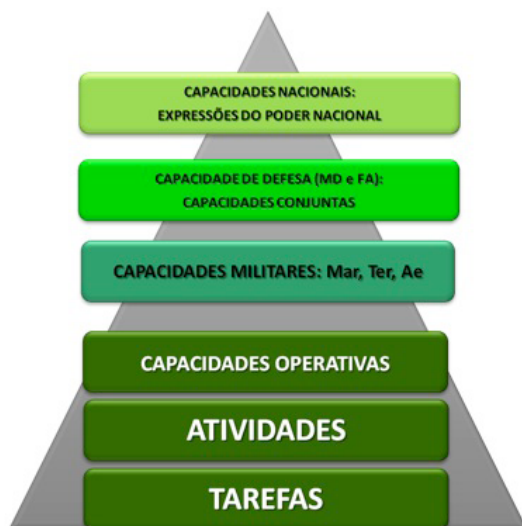 CAPACIDADES NACIONAIS:
EXPRESSÕES DO PODER NACIONAL
CAPACIDADE DE DEFESA (MD e FA):
CAPACIDADES CONJUNTAS
CAPACIDADES MILITARES: Mar, Ter, Ae
CAPACIDADES OPERATIVAS
ATIVIDADES
TAREFAS